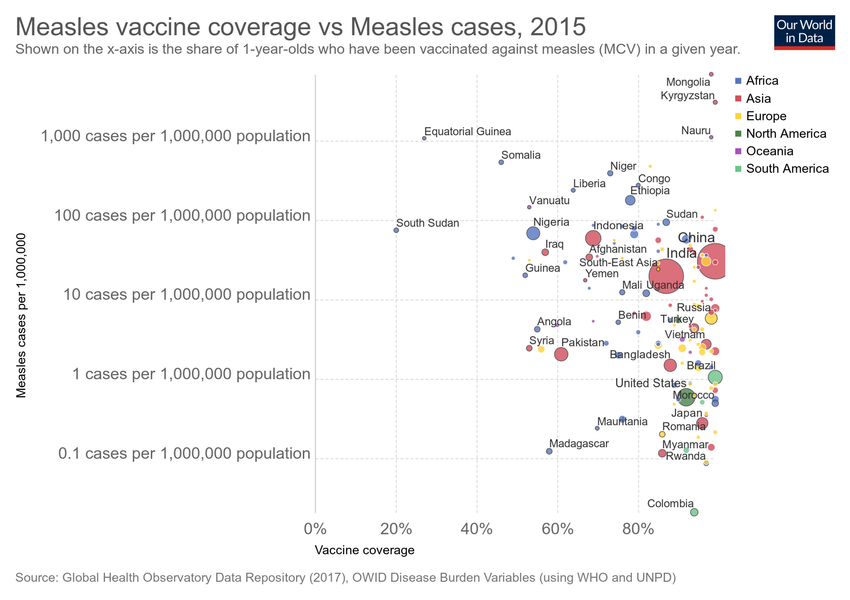 Measles vaccine coverage vs Measles cases, 2015
Shown on the x-axis is the share of 1-year-olds who have been vaccinated against measles (MCV) in a given year.
Our World
in Data
Africa
Asia
Europe
North America
Oceania
South America
Measles cases per 1,000,000
1,000 cases per 1,000,000 population
100 cases per 1,000,000 population
10 cases per 1,000,000 population
1 cases per 1,000,000 population
0.1 cases per 1,000,000 population
Mongolia
Kyrgyzstan
Nauru
Equatorial Guinea
Somalia
Niger
Congo
Liberia
Ethiopia
Vanuatu
Sudan
South Sudan
Nigeria
Indonesia
China
Iraq
Afghanistan
India
South-East Asia
Guinea
Yemen
Mali
Uganda
Russia
Benin
Turkey
Angola
Vietnam
Syria
Pakistan
Bangladesh
Brazil
United States
Morocco
Japan
Mauritania
Romania
Madagascar
Myanmar
Rwanda
Colombia
0%
20%
40%
60%
80%
Vaccine coverage
Source: Global Health Observatory Data Repository (2017), OWID Disease Burden Variables (using WHO and UNPD)